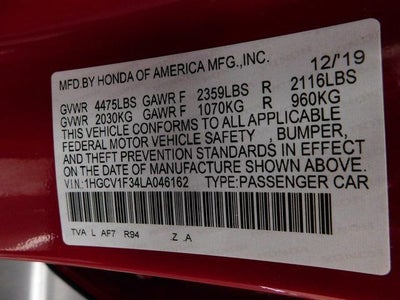 MFD.BY HONDA OF AMERICA MFG.,INC. 12/'19
GVWR 4475LBS GAWR F 2359LBS R 2116LBS
GVWR 2030KG GAWR F 1070KG R 960KG
THIS VEHICLE CONFORMS TO ALL APPLICABLE
FEDERAL MOTOR VEHICLE SAFETY , BUMPER,
AND THEFT PREVENTION STANDARDS IN EFFECT
ON THE DATE OF MANUFACTURE SHOWN ABOVE.
V.I.N:1HGCV1F34LA046162 TYPE:PASSENGER CAR
TVA L AF7 R94 .Z .A